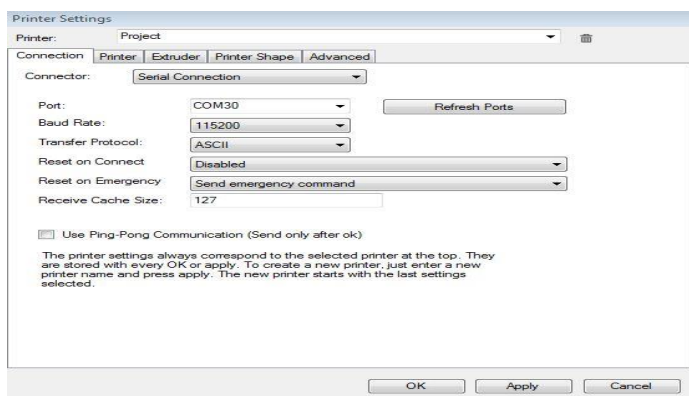 Printer Settings
Printer: Project
Connection Printer Extruder Printer Shape Advanced
Connector: Serial Connection
Port: COM30 Refresh Ports
Baud Rate: 115200
Transfer Protocol: ASCII
Reset on Connect Disabled
Reset on Emergency Send emergency command
Receive Cache Size: 127
Use Ping-Pong Communication (Send only after ok)
The printer settings always correspond to the selected printer at the top. They
are stored with every OK or apply. To create a new printer, just enter a new
printer name and press apply. The new printer starts with the last settings
selected.
OK Apply Cancel